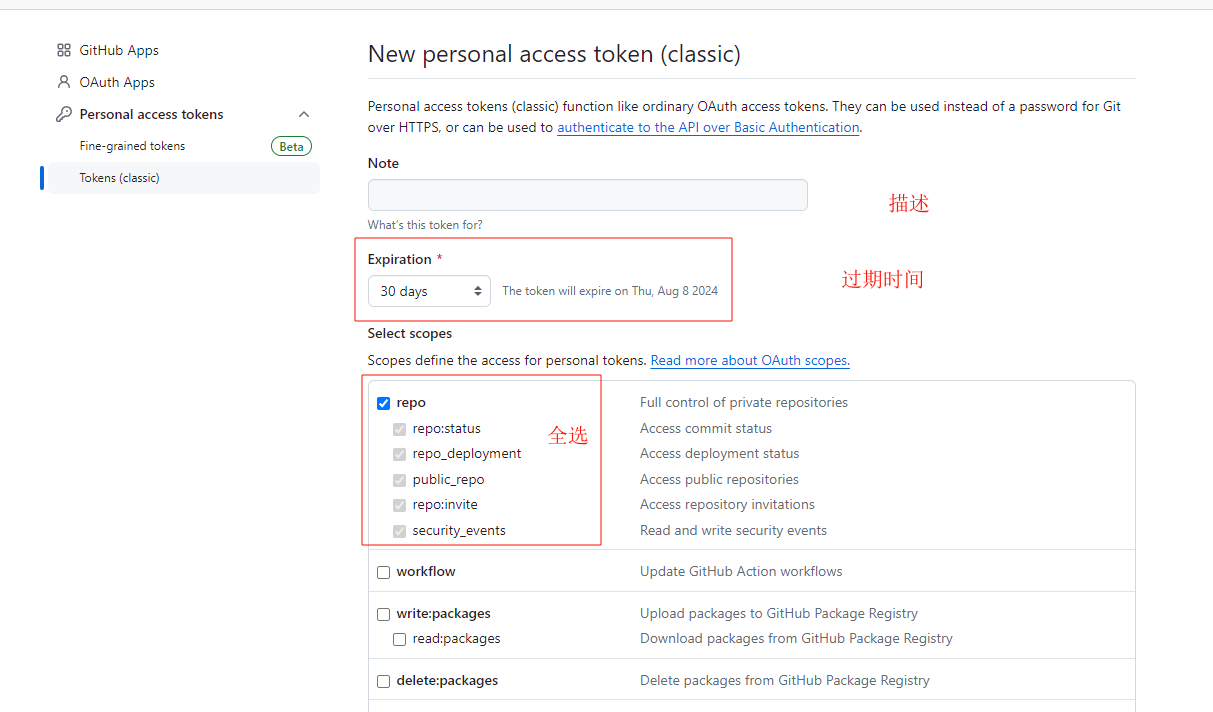 GitHub Apps
OAuth Apps
Personal access tokens
Fine-grained tokens Beta
Tokens (classic)
New personal access token (classic)
Personal access tokens (classic) function like ordinary OAuth access tokens. They can be used instead of a password for Git
over HTTPS, or can be used to authenticate to the API over Basic Authentication.
Note
描述
What's this token for?
Expiration *
过期时间
30 days The token will expire on Thu, Aug 8 2024
Select scopes
Scopes define the access for personal tokens. Read more about OAuth scopes.
repo Full control of private repositories
全选
repo:status Access commit status
repo_deployment Access deployment status
public_repo Access public repositories
repo:invite Access repository invitations
security_events Read and write security events
workflow Update GitHub Action workflows
write:packages Upload packages to GitHub Package Registry
read:packages Download packages from GitHub Package Registry
delete:packages Delete packages from GitHub Package Registry